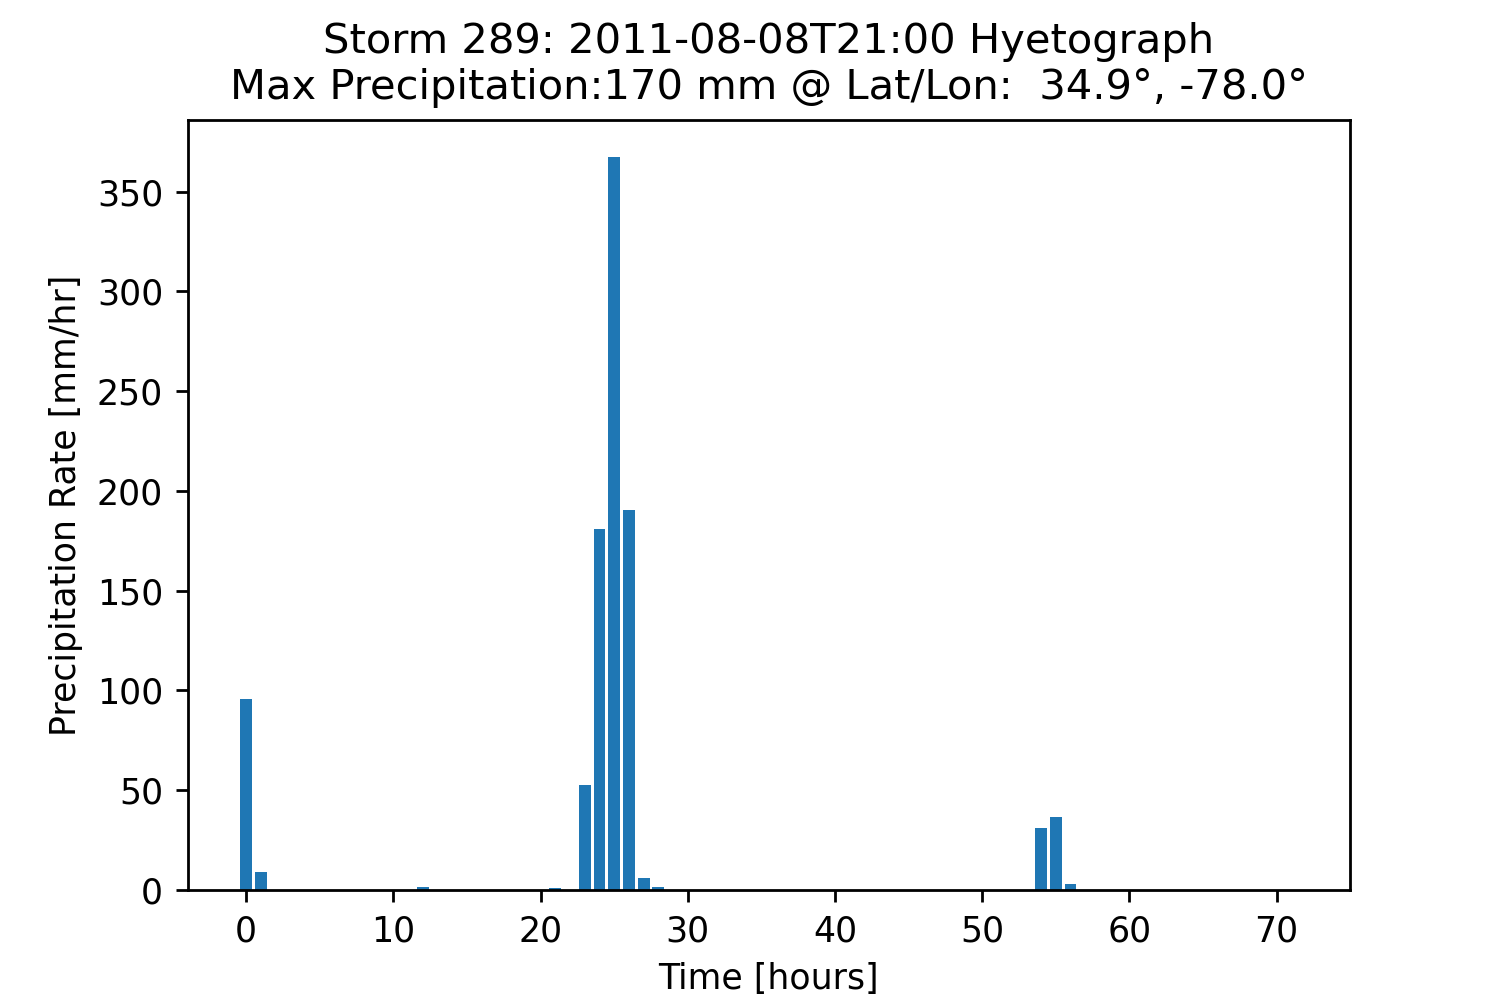 Storm 289: 2011-08-08T21:00 Hyetograph
Max Precipitation:170 mm @ Lat/Lon:  34.9°, -78.0°
350
300
250
200
150
100
50
0
Precipitation Rate [mm/hr]
0 10 20 30 40 50 60 70
Time [hours]